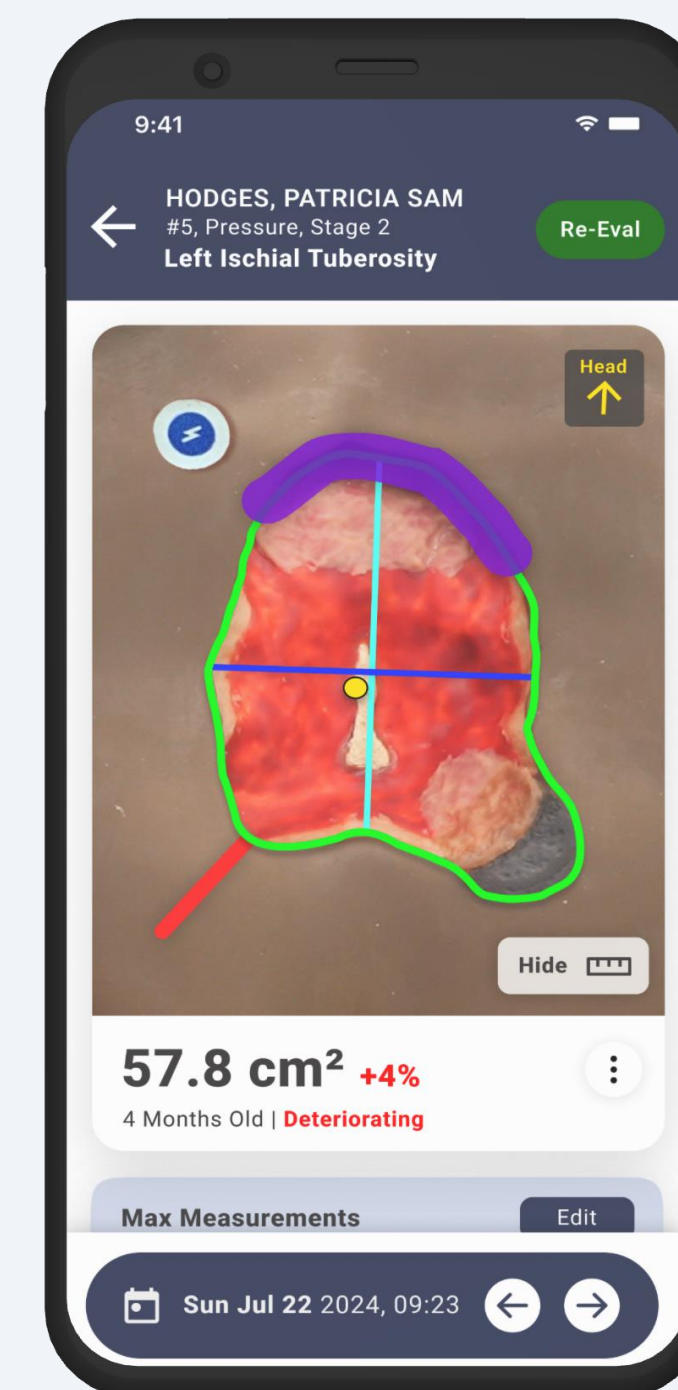 9:41
HODGES, PATRICIA SAM
#5, Pressure, Stage 2
Left Ischial Tuberosity
Re-Eval
Head
Hide
57.8 cm² +4%
4 Months Old | Deteriorating
Max Measurements
Edit
Sun Jul 22 2024, 09:23